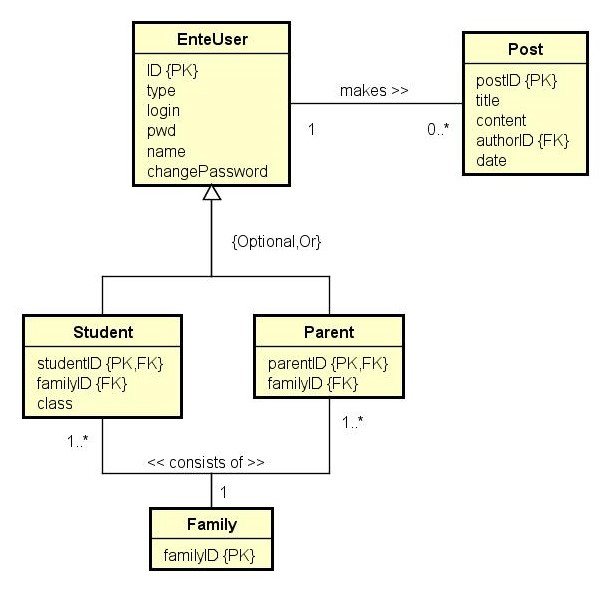 EnteUser
ID {PK}
type
login
pwd
name
changePassword
makes >>
1
0..*
Post
postID {PK}
title
content
authorID {FK}
date
{Optional,Or}
Student
studentID {PK,FK}
familyID {FK}
class
Parent
parentID {PK,FK}
familyID {FK}
1..*
1..*
<< consists of >>
1
Family
familyID {PK}